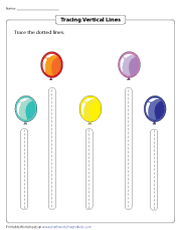 Name:
Tracing Vertical Lines
Trace the dotted lines.
Printable Worksheets @ www.mathworksheets4kids.com